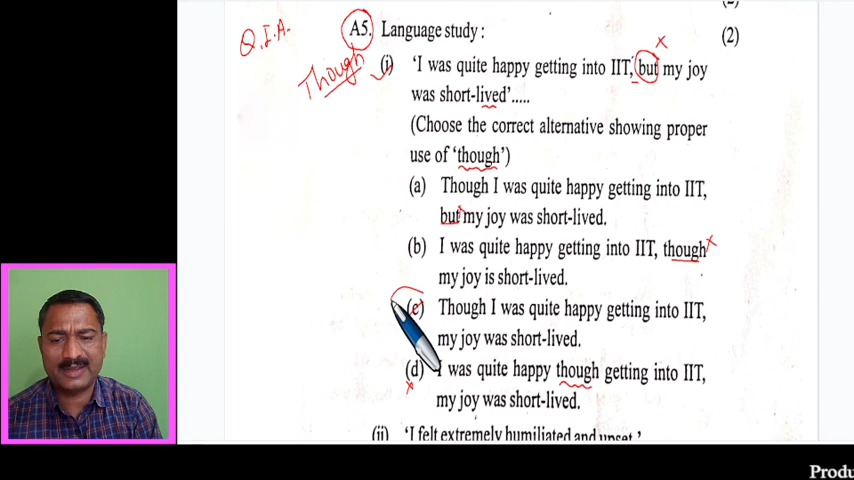 Q.I.A. A5. Language study : (2)
Though (i) 'I was quite happy getting into IIT, but my joy
was short-lived'.....
(Choose the correct alternative showing proper
use of 'though')
(a) Though I was quite happy getting into IIT,
but my joy was short-lived.
(b) I was quite happy getting into IIT, though
my joy is short-lived.
(c) Though I was quite happy getting into IIT,
my joy was short-lived.
(d) I was quite happy though getting into IIT,
my joy was short-lived.
(ii) 'I felt extremely humiliated and upset.'
Produ